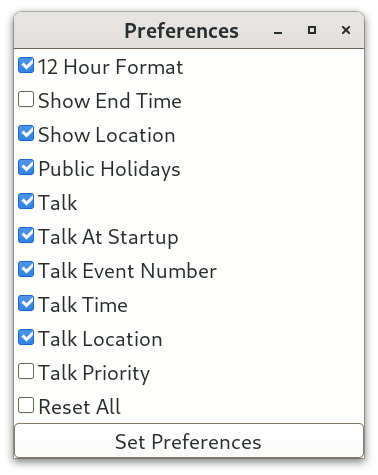 Preferences
12 Hour Format
Show End Time
Show Location
Public Holidays
Talk
Talk At Startup
Talk Event Number
Talk Time
Talk Location
Talk Priority
Reset All
Set Preferences